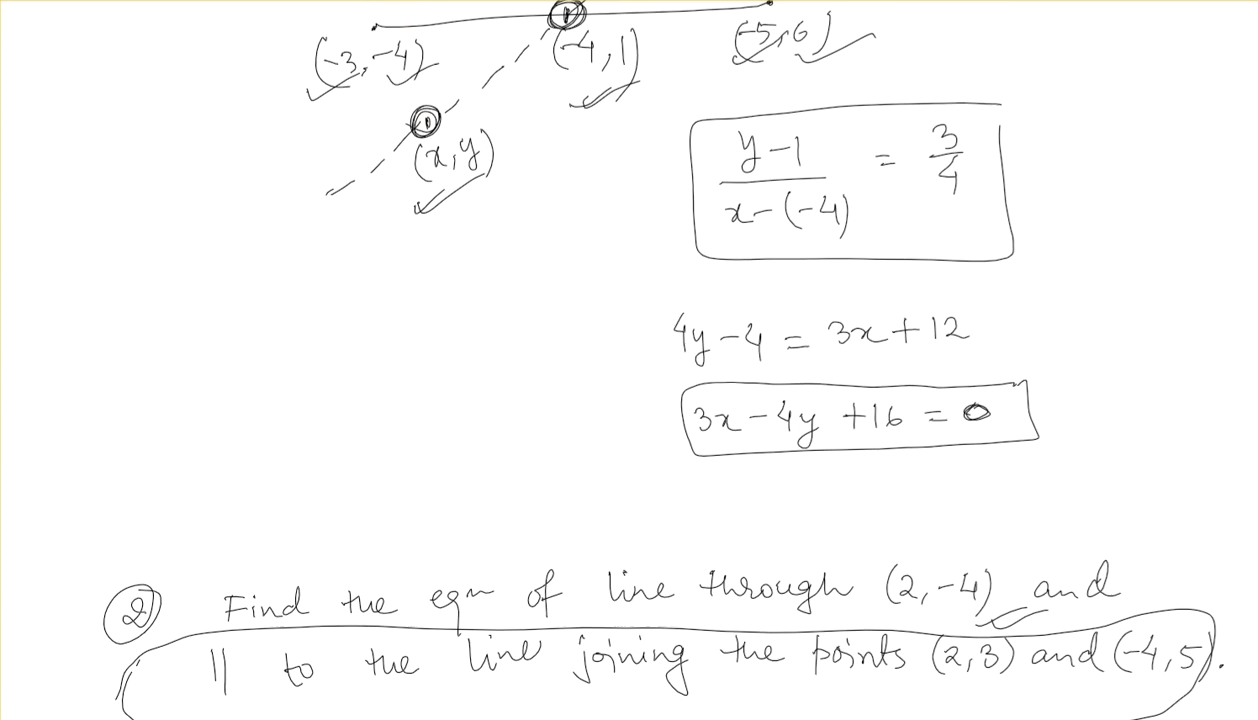 (-3,-4) (-4,1) (-5,6)
(x,y)
y-1 / x-(-4) = 3/4
4y-4 = 3x+12
3x-4y+16 = 0
② Find the eqn of line through (2,-4) and
|| to the line joining the points (2,3) and (-4,5).